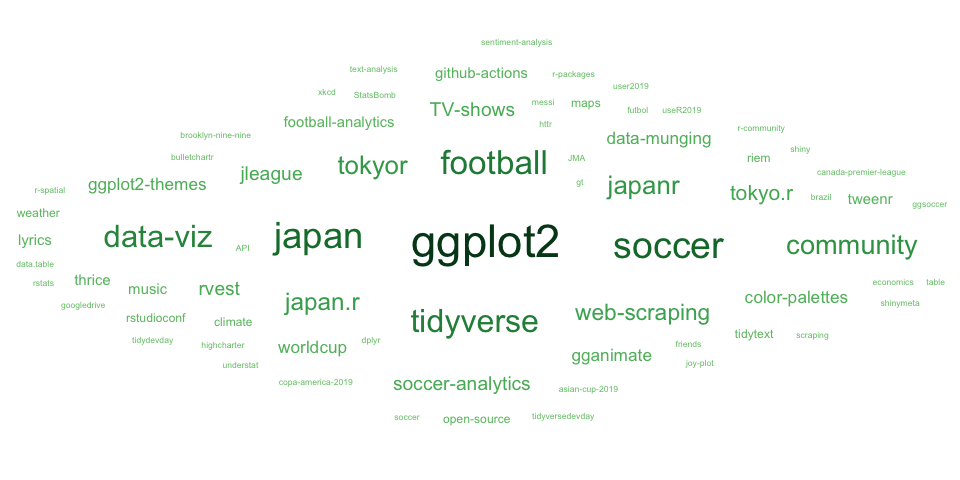 sentiment-analysis
text-analysis
github-actions
r-packages
user2019
xkcd
StatsBomb
TV-shows
messi
maps
futbol
useR2019
football-analytics
httr
brooklyn-nine-nine
data-munging
r-community
bulletchartr
tokyor
football
JMA
riem
shiny
jleague
canada-premier-league
r-spatial
ggplot2-themes
gt
japanr
tokyo.r
brazil
tweenr
ggsoccer
weather
lyrics
data-viz
API
japan
ggplot2
soccer
community
data.table
rstats
thrice
music
rvest
economics
table
googledrive
japan.r
color-palettes
shinymeta
rstudioconf
climate
tidyverse
web-scraping
tidytext
scraping
tidydevday
highcharter
worldcup
dplyr
gganimate
friends
joy-plot
understat
copa-america-2019
soccer-analytics
asian-cup-2019
soccer
open-source
tidyversedevday